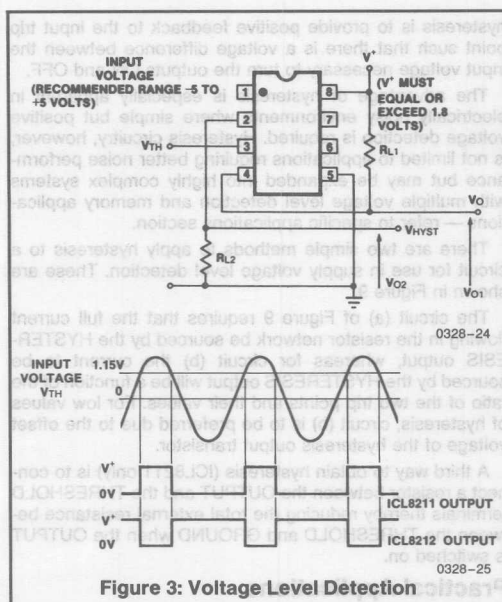 INPUT
VOLTAGE
(RECOMMENDED RANGE −5 TO
+5 VOLTS)
V+
(V+ MUST
EQUAL OR
EXCEED 1.8
VOLTS)
1 8
2 7
3 6
4 5
VTH
RL1
VO
VHYST
RL2
VO2
VO1
0328-24
INPUT
VOLTAGE
VTH
1.15V
0
V+
0V
ICL8211 OUTPUT
V+
0V
ICL8212 OUTPUT
0328-25
Figure 3: Voltage Level Detection